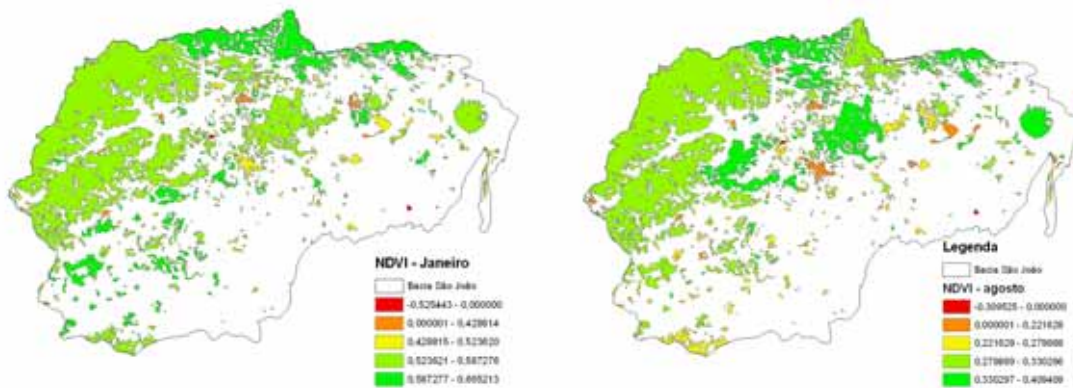 NDVI - Janeiro
Bacia São João
-0,525443 - 0,000000
0,000001 - 0,428814
0,428815 - 0,523620
0,523621 - 0,587276
0,587277 - 0,665213
Legenda
Bacia São João
NDVI - agosto
-0,309525 - 0,000000
0,000001 - 0,221628
0,221629 - 0,279888
0,279889 - 0,330296
0,330297 - 0,409409